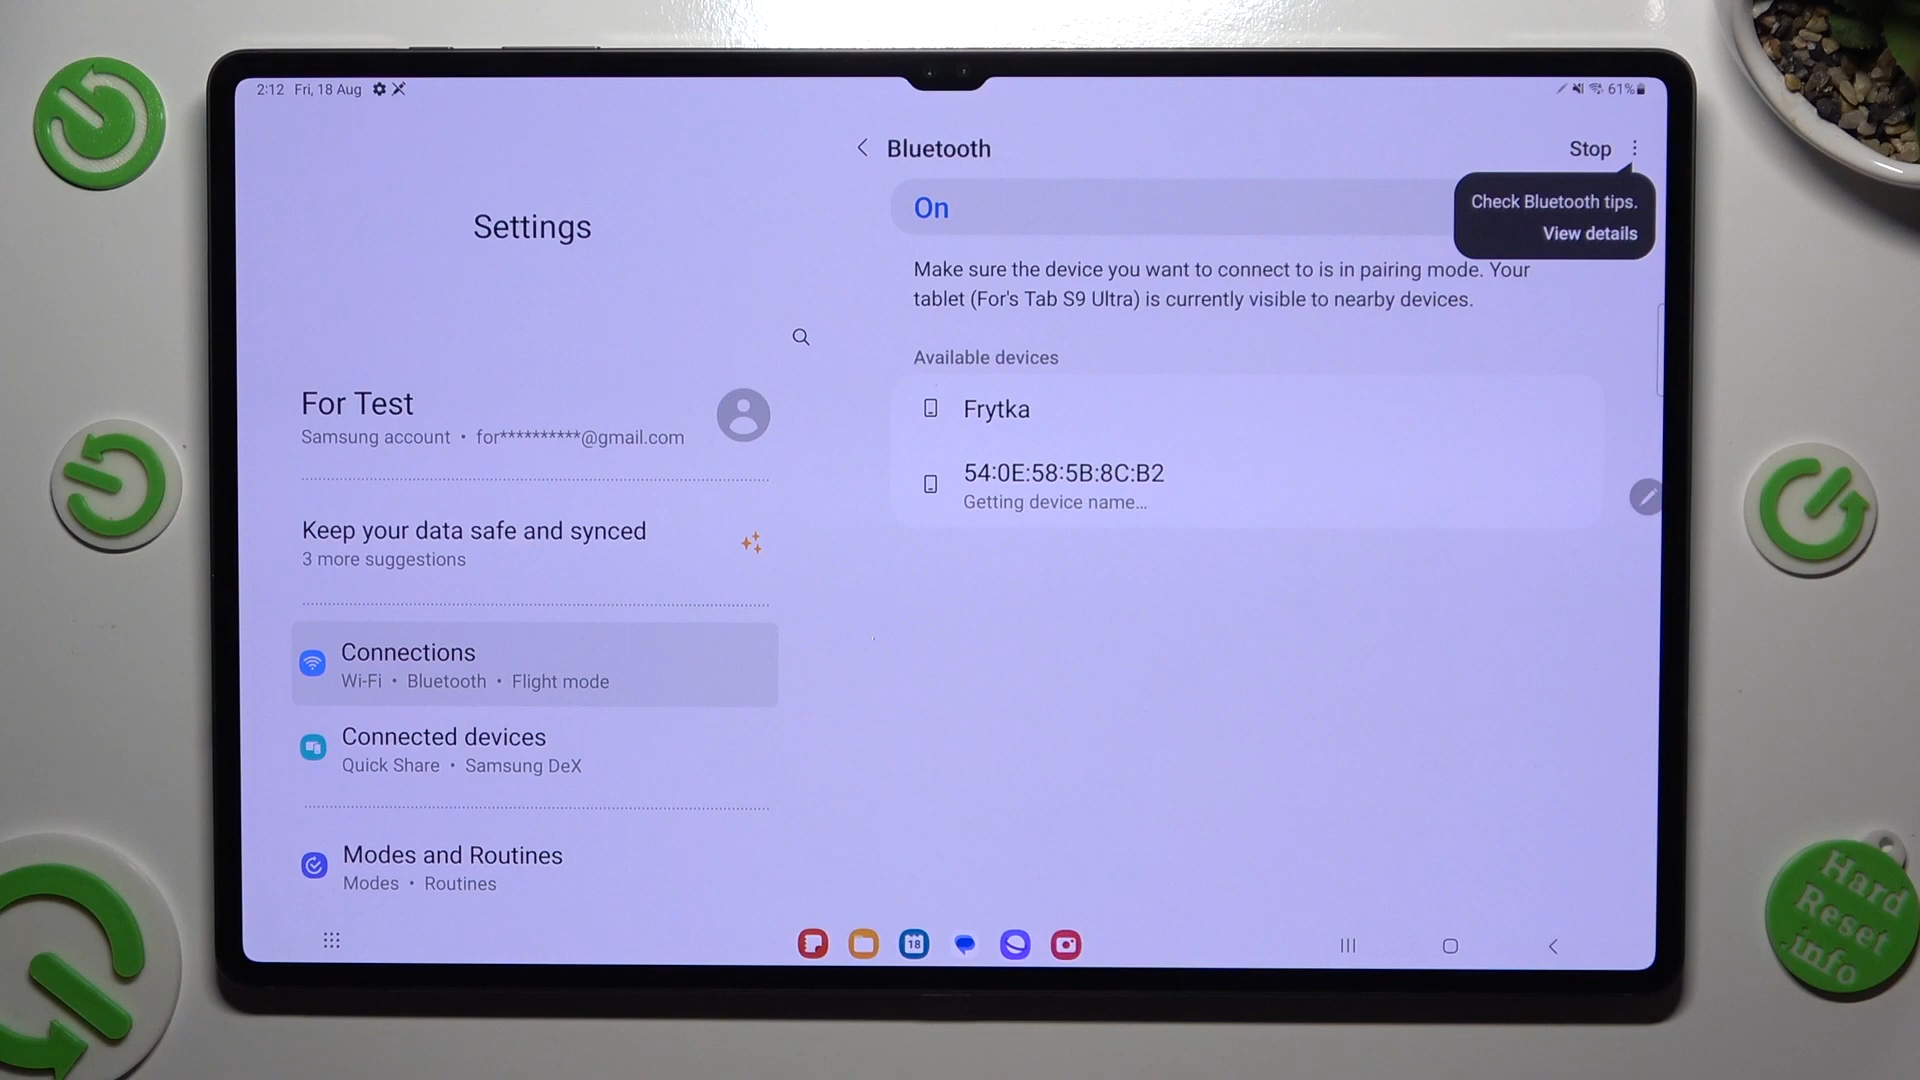 2:12 Fri, 18 Aug
61%
Settings
For Test
Samsung account • for**********@gmail.com
Keep your data safe and synced
3 more suggestions
Connections
Wi-Fi • Bluetooth • Flight mode
Connected devices
Quick Share • Samsung DeX
Modes and Routines
Modes • Routines
Bluetooth
Stop
On
Check Bluetooth tips.
View details
Make sure the device you want to connect to is in pairing mode. Your
tablet (For's Tab S9 Ultra) is currently visible to nearby devices.
Available devices
Frytka
54:0E:58:5B:8C:B2
Getting device name...
18
Hard
Reset
.info